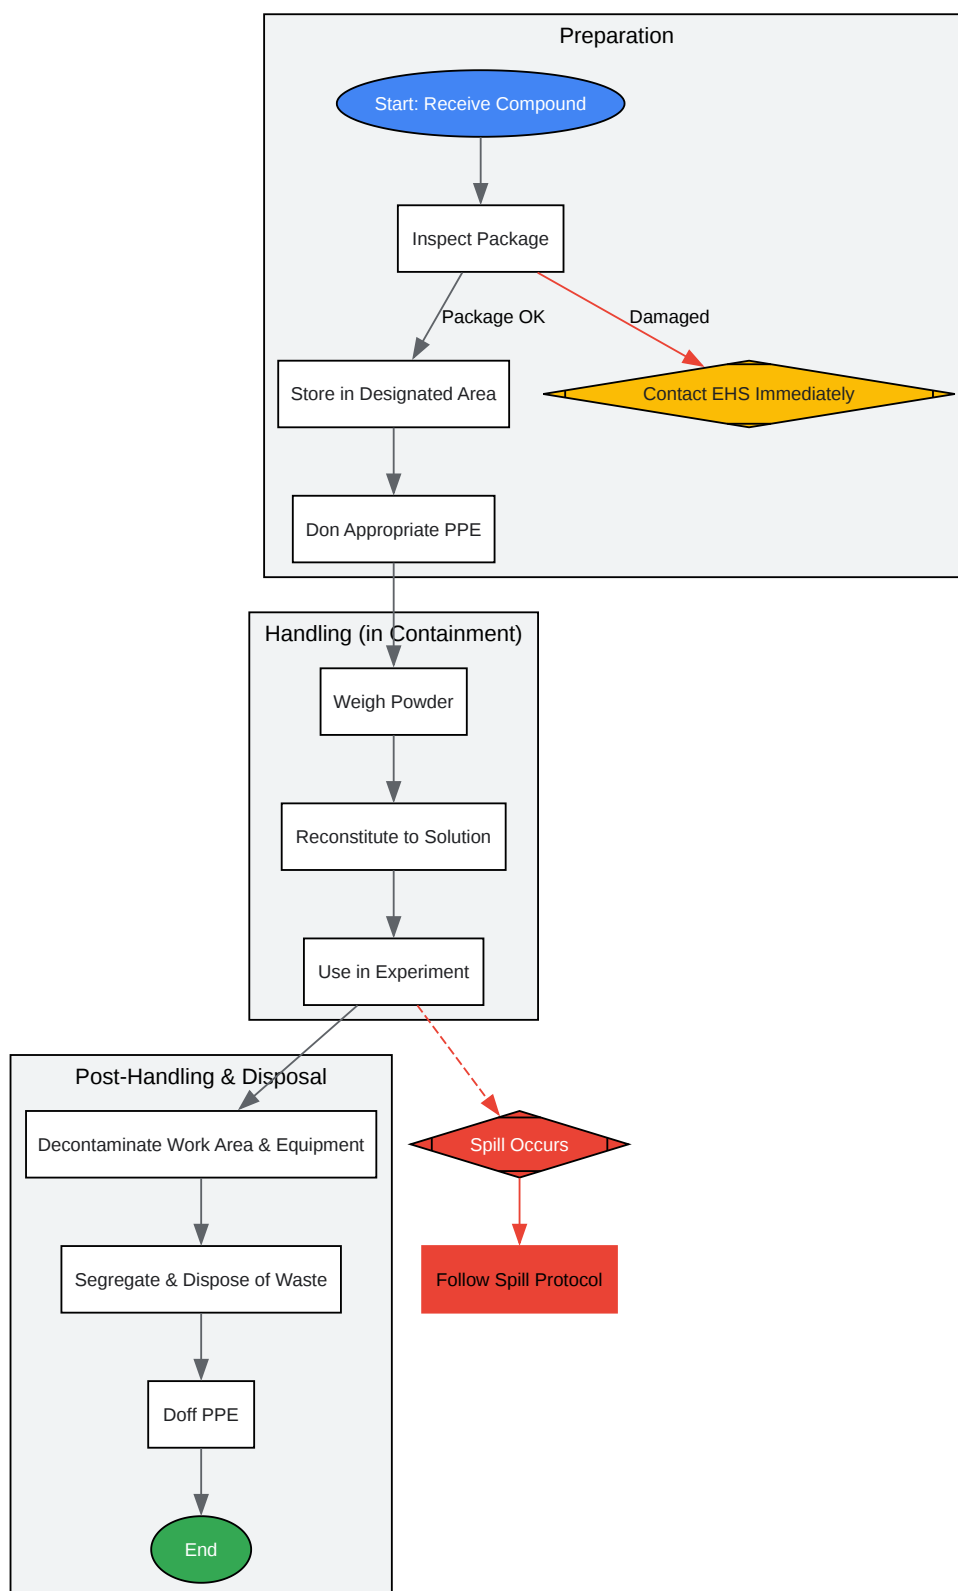 Preparation
Start: Receive Compound
Inspect Package
Package OK
Damaged
Store in Designated Area
Contact EHS Immediately
Don Appropriate PPE
Handling (in Containment)
Weigh Powder
Reconstitute to Solution
Use in Experiment
Post-Handling & Disposal
Decontaminate Work Area & Equipment
Spill Occurs
Segregate & Dispose of Waste
Follow Spill Protocol
Doff PPE
End